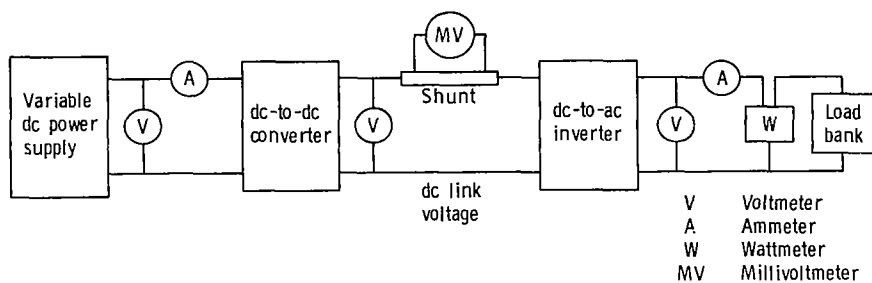 MV
A
A
Variable
dc power
supply
V
dc-to-dc
converter
V
Shunt
dc-to-ac
inverter
V
W
Load
bank
dc link
voltage
V Voltmeter
A Ammeter
W Wattmeter
MV Millivoltmeter